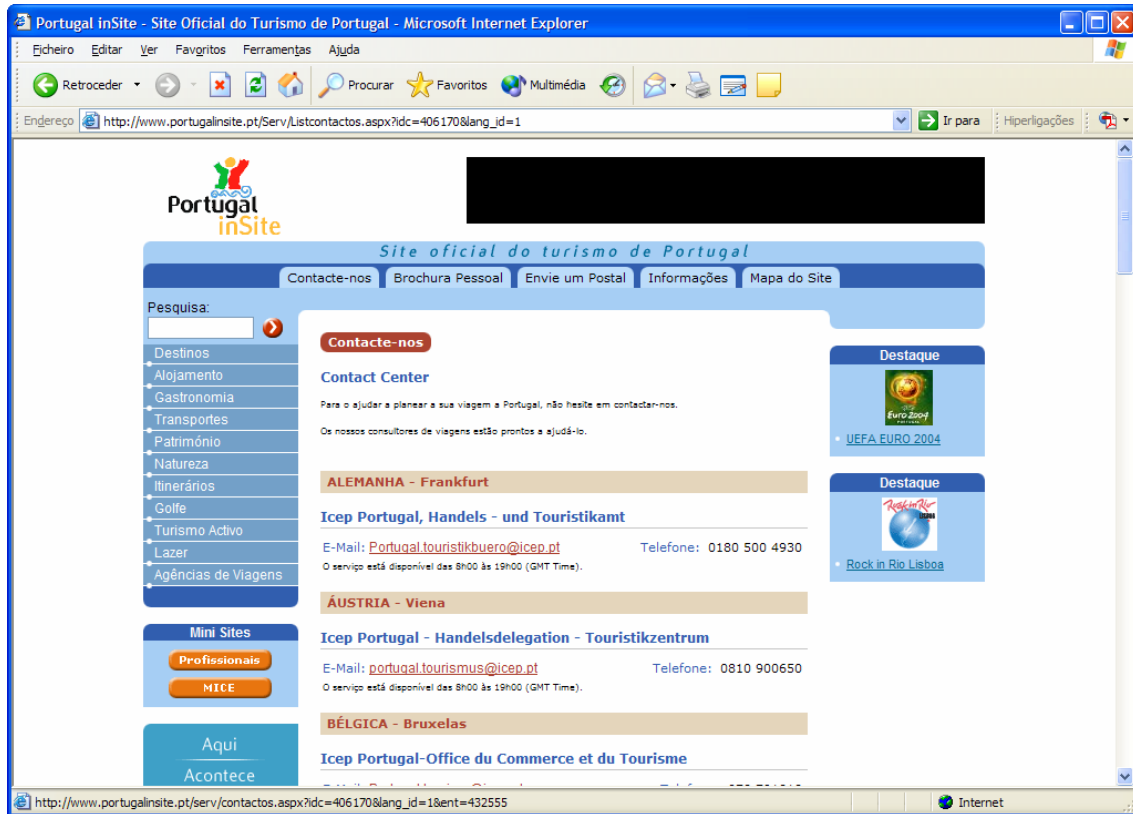 Portugal inSite - Site Oficial do Turismo de Portugal - Microsoft Internet Explorer
Ficheiro Editar Ver Favoritos Ferramentas Ajuda
Retroceder Procurar Favoritos Multimédia
Endereço http://www.portugalinsite.pt/Serv/Listcontactos.aspx?idc=406170&lang_id=1 Ir para Hiperligações
Portugal
inSite
Site oficial do turismo de Portugal
Contacte-nos Brochura Pessoal Envie um Postal Informações Mapa do Site
Pesquisa:
Destinos
Alojamento
Gastronomia
Transportes
Património
Natureza
Itinerários
Golfe
Turismo Activo
Lazer
Agências de Viagens
Mini Sites
Profissionais
MICE
Aqui
Acontece
Contacte-nos
Contact Center
Para o ajudar a planear a sua viagem a Portugal, não hesite em contactar-nos.
Os nossos consultores de viagens estão prontos a ajudá-lo.
ALEMANHA - Frankfurt
Icep Portugal, Handels - und Touristikamt
E-Mail: Portugal.touristikbuero@icep.pt Telefone: 0180 500 4930
O serviço está disponível das 8h00 às 19h00 (GMT Time).
ÁUSTRIA - Viena
Icep Portugal - Handelsdelegation - Touristikzentrum
E-Mail: portugal.tourismus@icep.pt Telefone: 0810 900650
O serviço está disponível das 8h00 às 19h00 (GMT Time).
BÉLGICA - Bruxelas
Icep Portugal-Office du Commerce et du Tourisme
Destaque
Euro 2004
UEFA EURO 2004
Destaque
Rock in Rio
LISBOA
Rock in Rio Lisboa
http://www.portugalinsite.pt/serv/contactos.aspx?idc=406170&lang_id=1&ent=432555 Internet